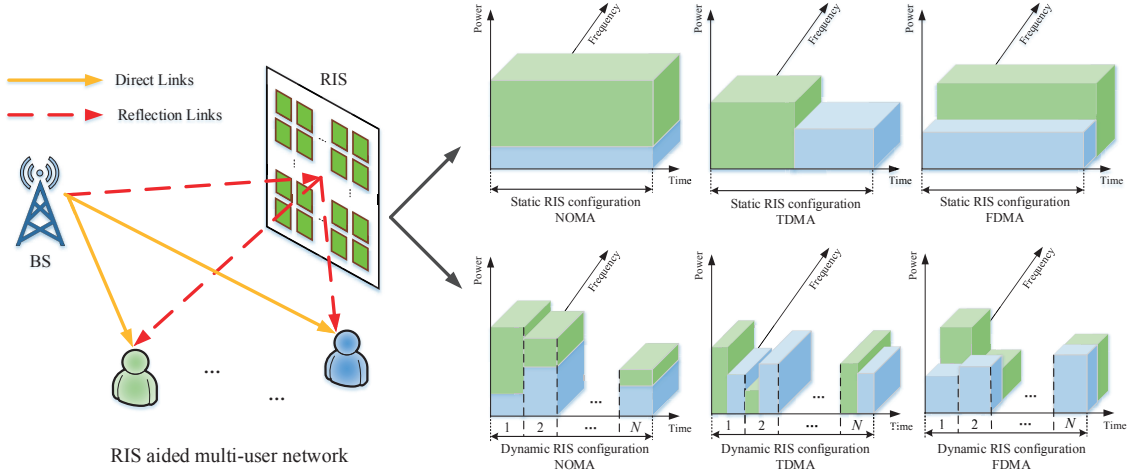 Direct Links
Reflection Links
RIS
...
...
...
...
BS
...
...
RIS aided multi-user network
Power
Frequency
Time
Static RIS configuration
NOMA
Power
Frequency
Time
Static RIS configuration
TDMA
Power
Frequency
Time
Static RIS configuration
FDMA
Power
Frequency
...
1 2 ... N
Time
Dynamic RIS configuration
NOMA
Power
Frequency
...
1 2 ... N
Time
Dynamic RIS configuration
TDMA
Power
Frequency
...
1 2 ... N
Time
Dynamic RIS configuration
FDMA